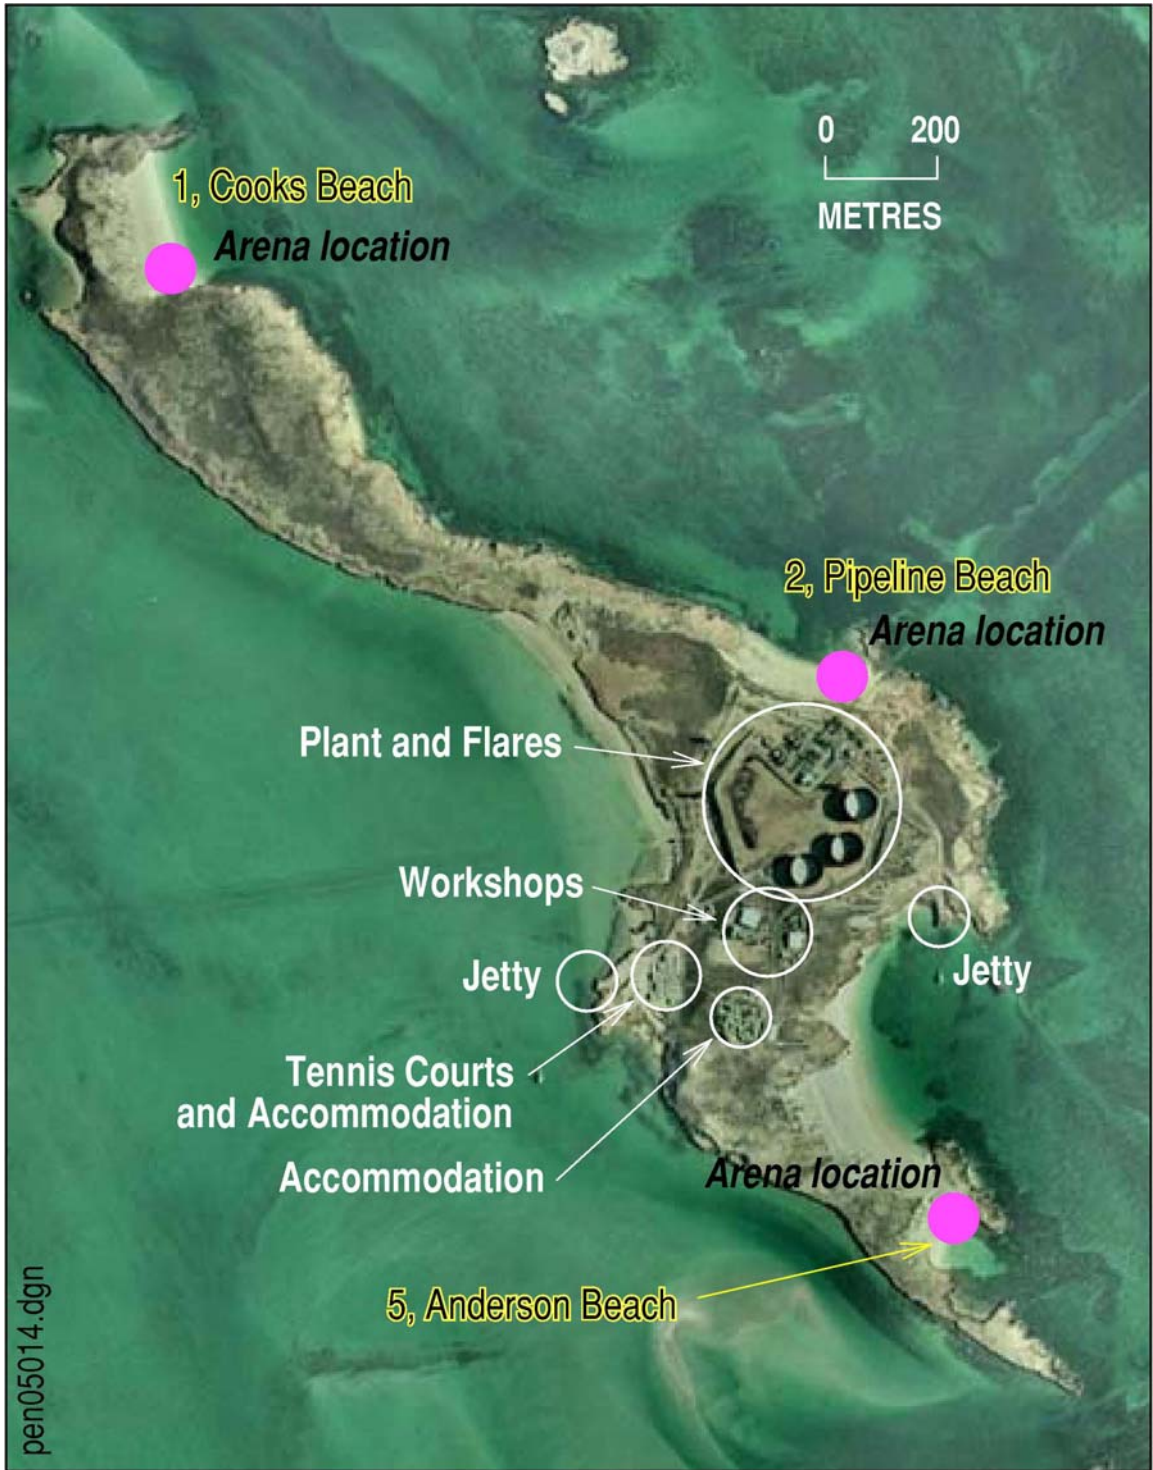 0 200
METRES
1, Cooks Beach
Arena location
2, Pipeline Beach
Arena location
Plant and Flares
Workshops
Jetty
Jetty
Tennis Courts
and Accommodation
Accommodation
Arena location
5, Anderson Beach
pen05014.dgn